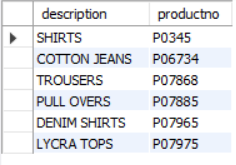 description productno
SHIRTS P0345
COTTON JEANS P06734
TROUSERS P07868
PULL OVERS P07885
DENIM SHIRTS P07965
LYCRA TOPS P07975